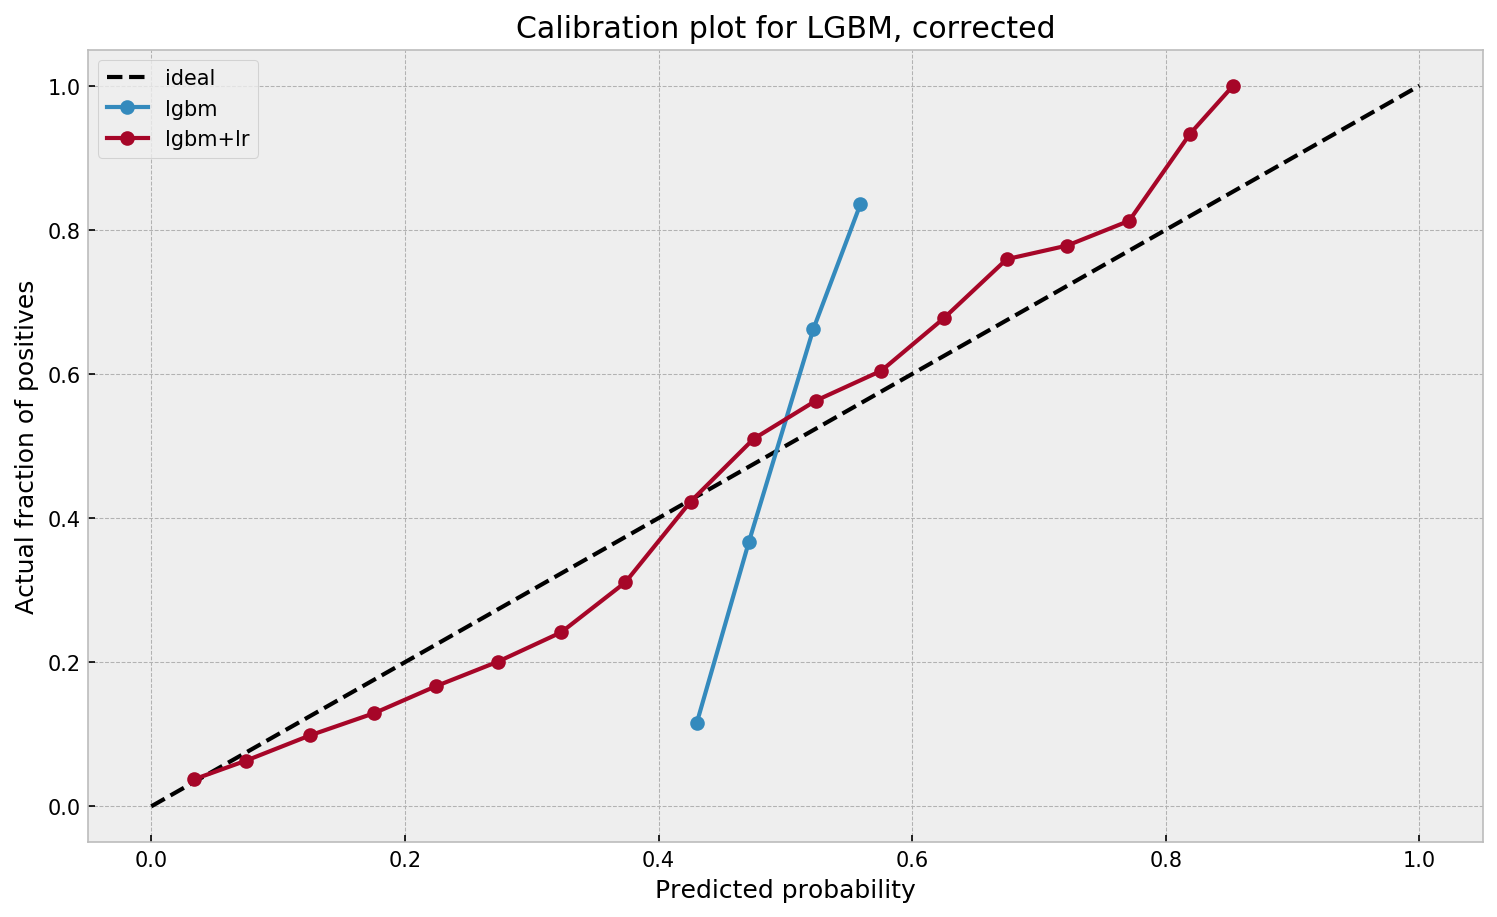 Calibration plot for LGBM, corrected
ideal
lgbm
lgbm+lr
Actual fraction of positives
1.0
0.8
0.6
0.4
0.2
0.0
0.0 0.2 0.4 0.6 0.8 1.0
Predicted probability